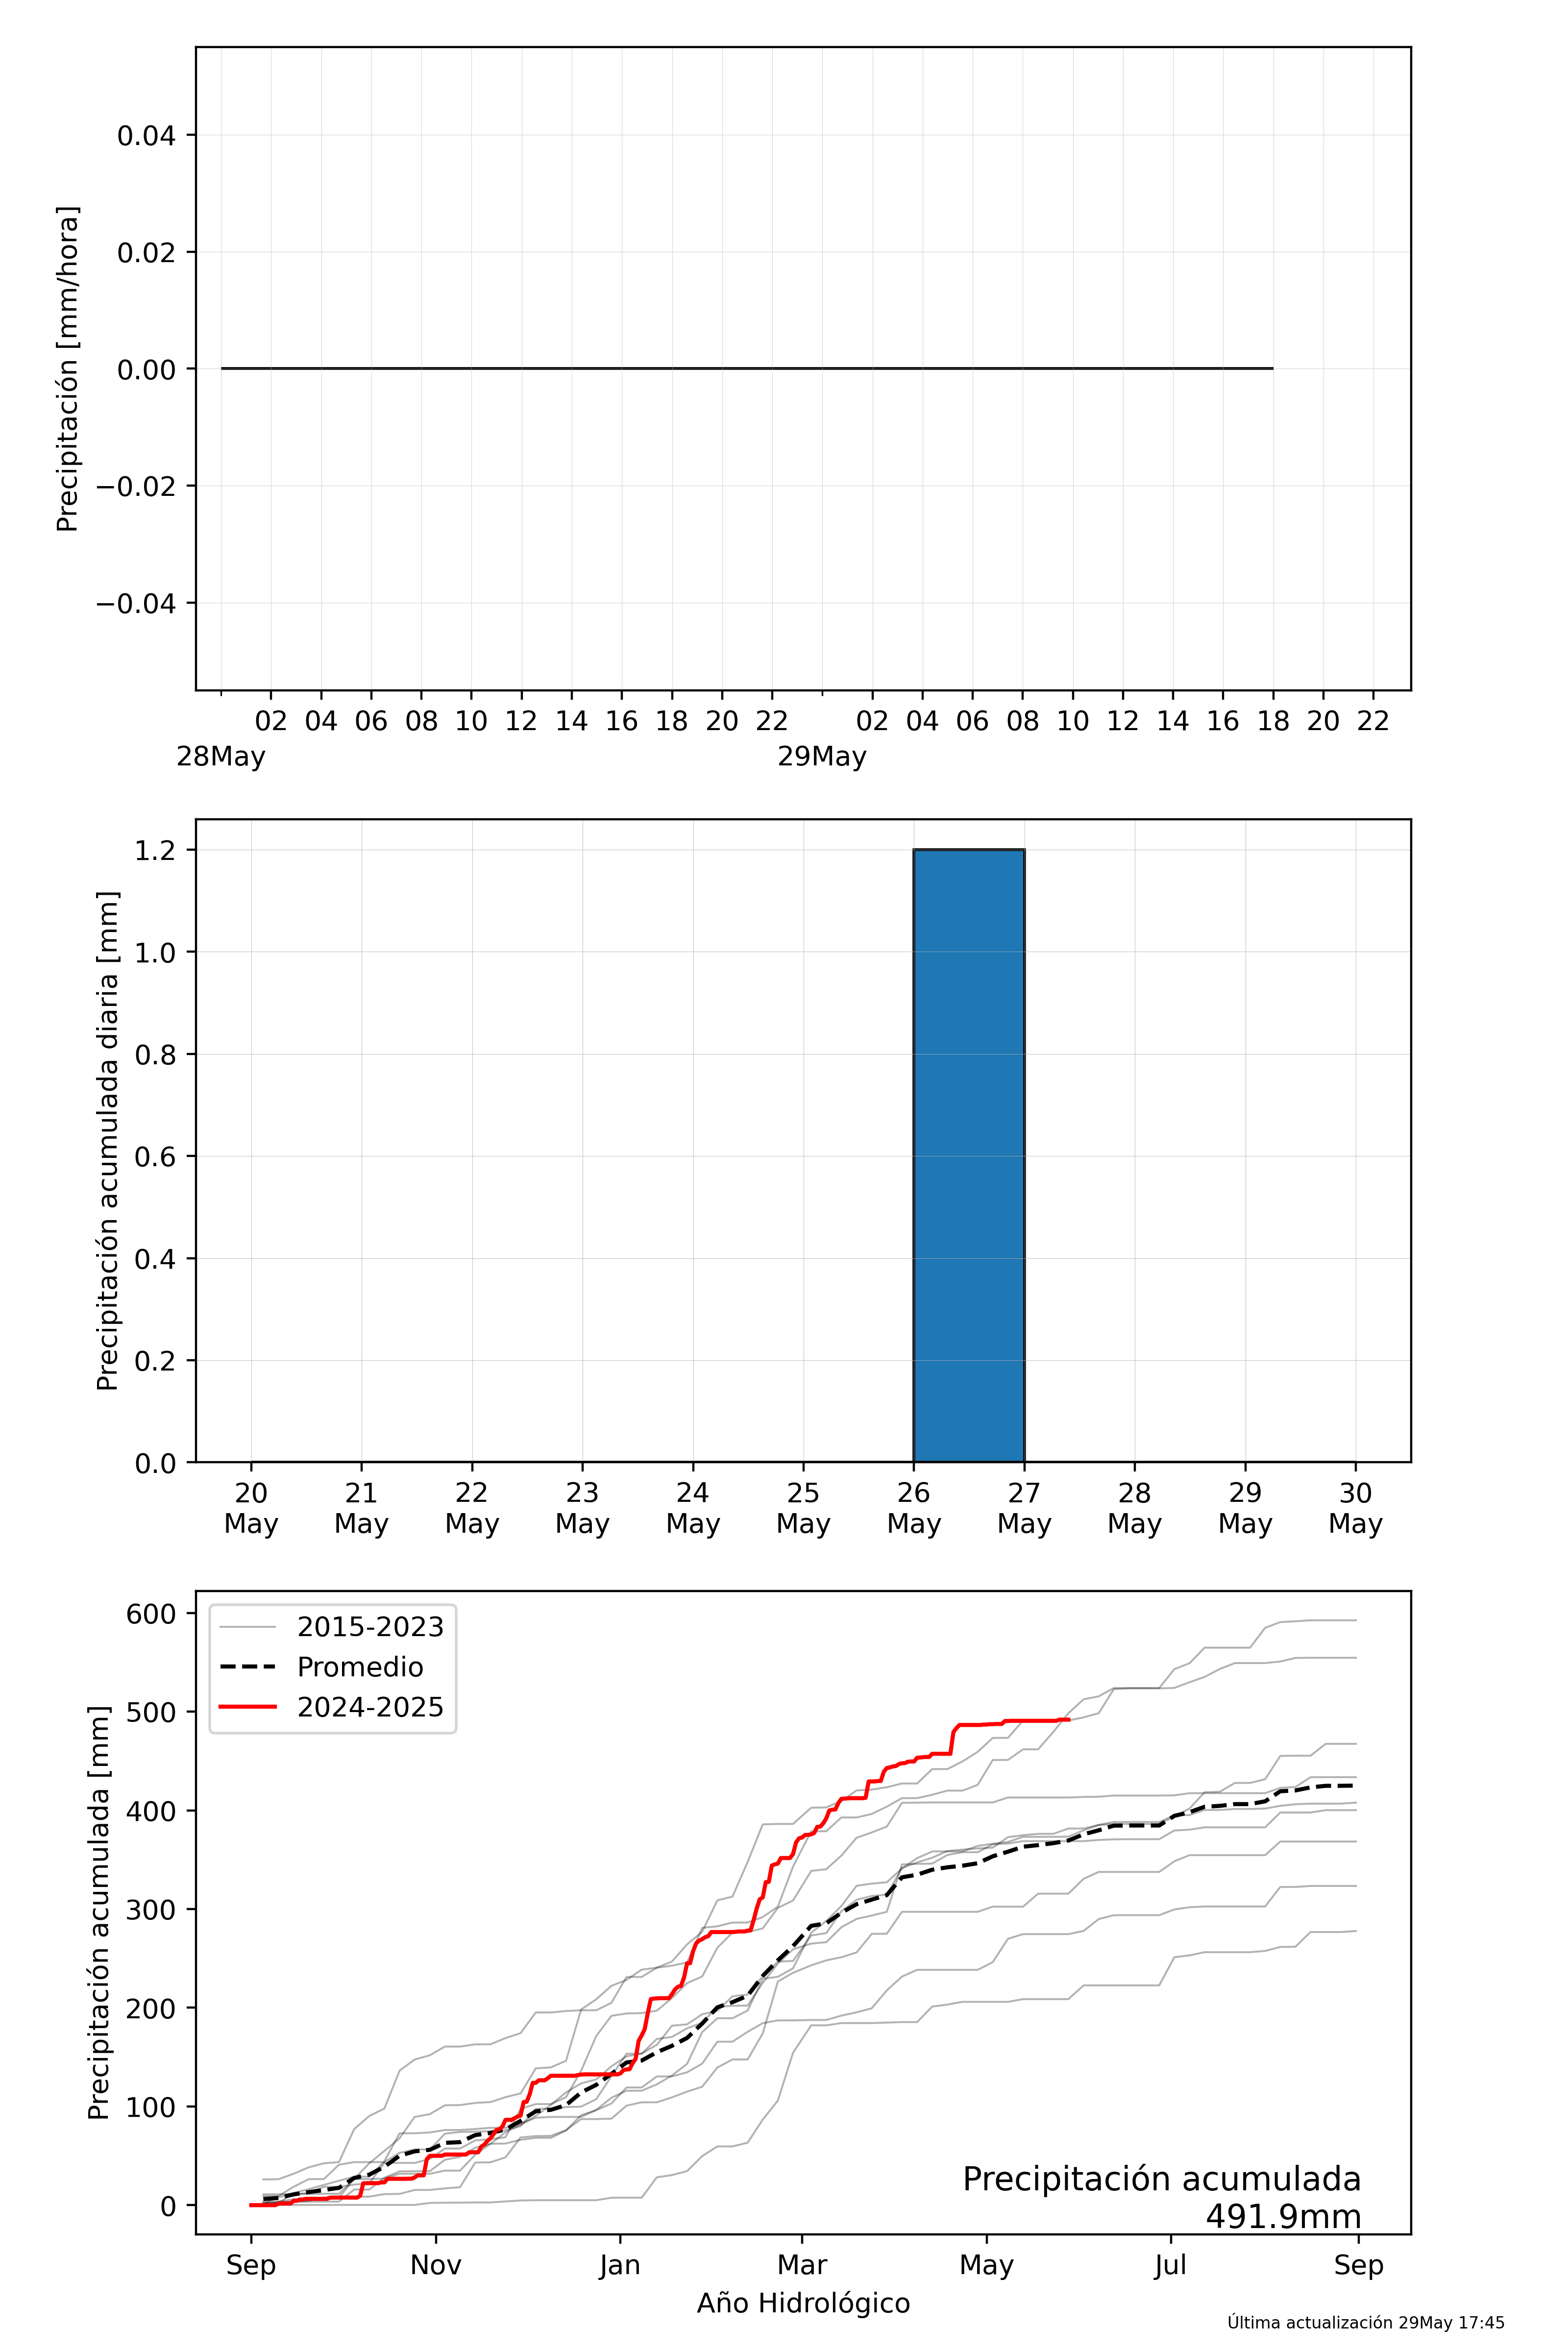 Precipitación [mm/hora]
0.04
0.02
0.00
−0.02
−0.04
02 04 06 08 10 12 14 16 18 20 22 02 04 06 08 10 12 14 16 18 20 22
28May 29May
Precipitación acumulada diaria [mm]
1.2
1.0
0.8
0.6
0.4
0.2
0.0
20 21 22 23 24 25 26 27 28 29 30
May May May May May May May May May May May
Precipitación acumulada [mm]
600
500
400
300
200
100
0
2015-2023
Promedio
2024-2025
Precipitación acumulada
491.9mm
Sep Nov Jan Mar May Jul Sep
Año Hidrológico
Última actualización 29May 17:45